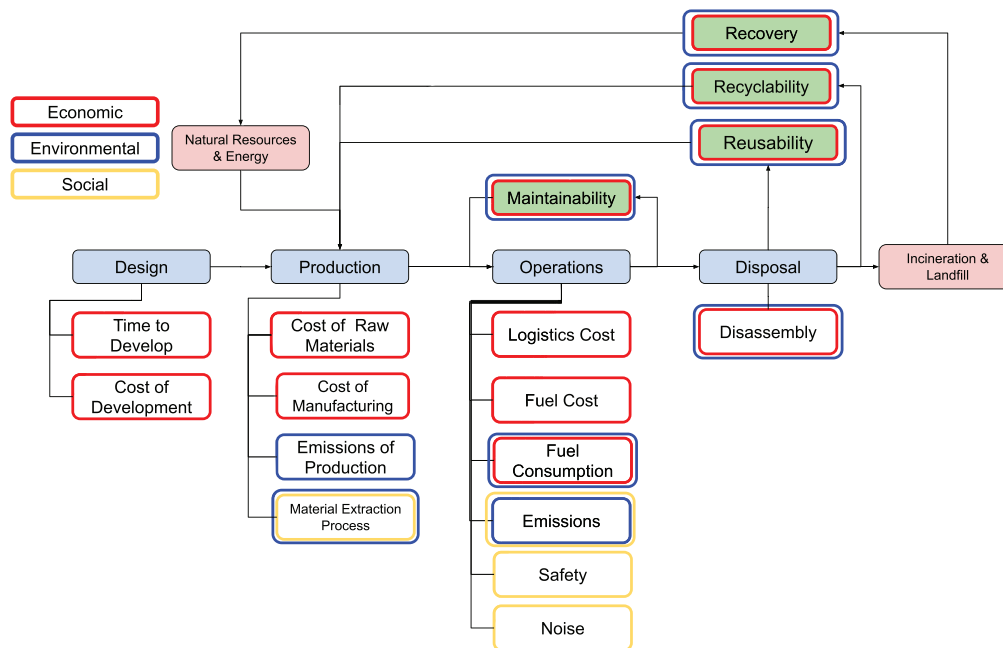 Recovery
Economic
Recyclability
Natural Resources
& Energy
Environmental
Reusability
Social
Maintainability
Design
Production
Operations
Disposal
Incineration &
Landfill
Time to
Develop
Cost of  Raw
Materials
Logistics Cost
Disassembly
Cost of
Development
Cost of
Manufacturing
Fuel Cost
Emissions of
Production
Fuel
Consumption
Material Extraction
Process
Emissions
Safety
Noise